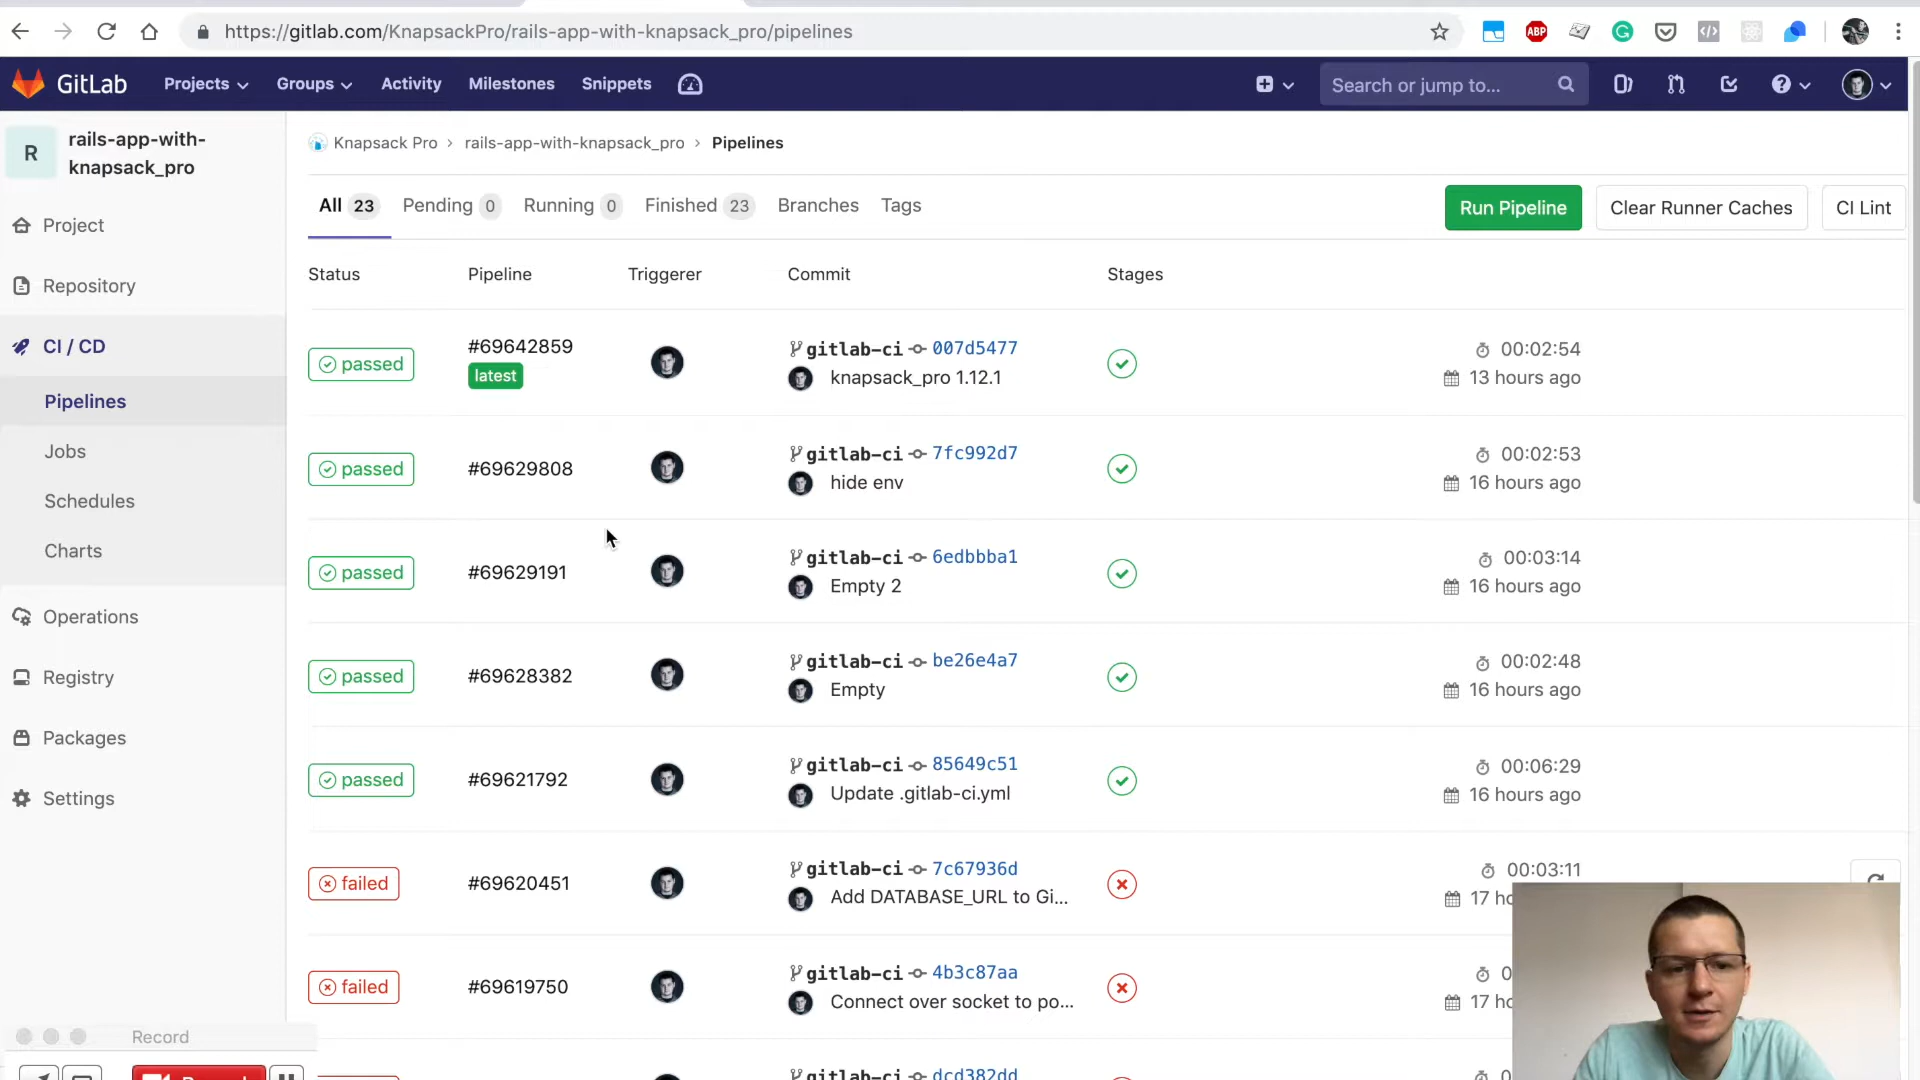 https://gitlab.com/KnapsackPro/rails-app-with-knapsack_pro/pipelines
ABP
GitLab Projects Groups Activity Milestones Snippets Search or jump to...
R rails-app-with-
knapsack_pro
Project
Repository
CI / CD
Pipelines
Jobs
Schedules
Charts
Operations
Registry
Packages
Settings
Knapsack Pro › rails-app-with-knapsack_pro › Pipelines
All 23 Pending 0 Running 0 Finished 23 Branches Tags
Run Pipeline Clear Runner Caches CI Lint
Status Pipeline Triggerer Commit Stages
passed #69642859 gitlab-ci 007d5477 00:02:54
latest knapsack_pro 1.12.1 13 hours ago
passed #69629808 gitlab-ci 7fc992d7 00:02:53
hide env 16 hours ago
passed #69629191 gitlab-ci 6edbbba1 00:03:14
Empty 2 16 hours ago
passed #69628382 gitlab-ci be26e4a7 00:02:48
Empty 16 hours ago
passed #69621792 gitlab-ci 85649c51 00:06:29
Update .gitlab-ci.yml 16 hours ago
failed #69620451 gitlab-ci 7c67936d 00:03:11
Add DATABASE_URL to Gi... 17 ho
failed #69619750 gitlab-ci 4b3c87aa 0
Connect over socket to po... 17 ho
gitlab-ci dcd382dd 0
Record